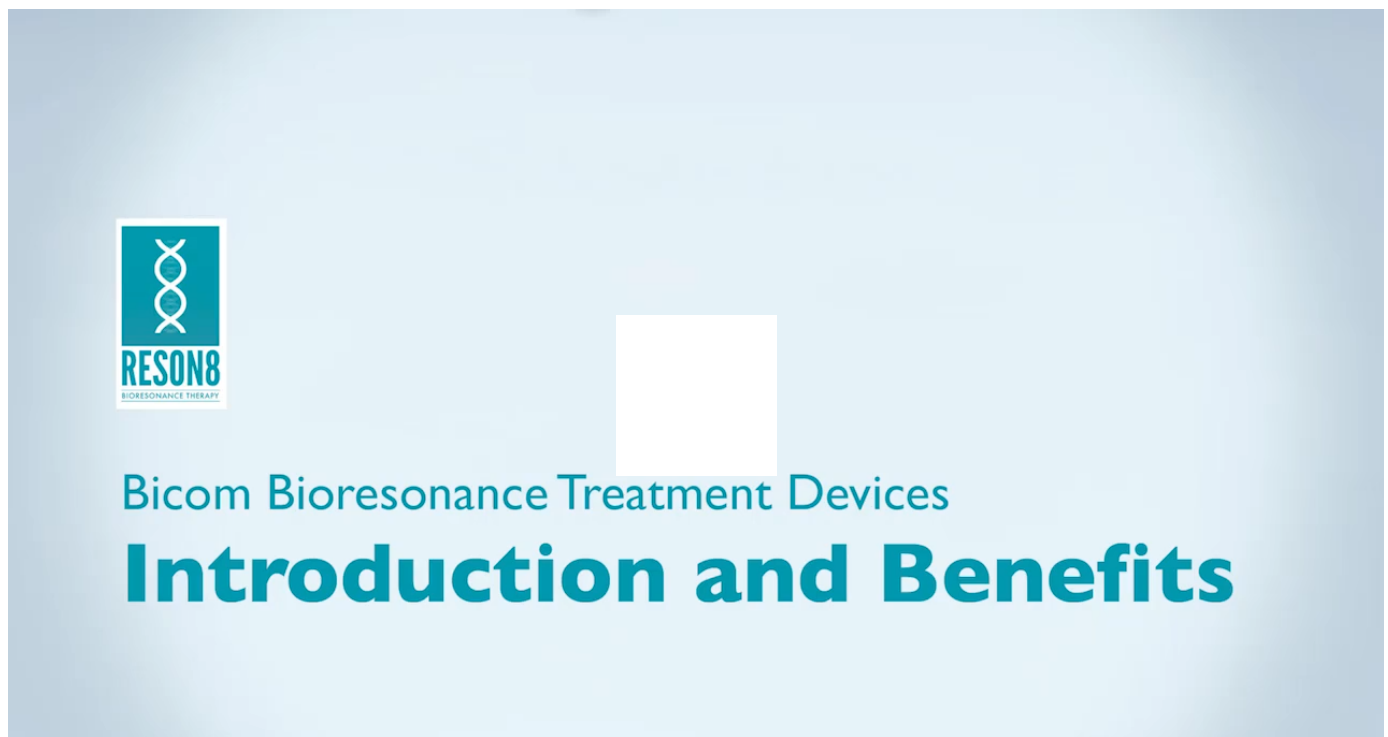 RESON8
BIORESONANCE THERAPY
Bicom Bioresonance Treatment Devices
Introduction and Benefits